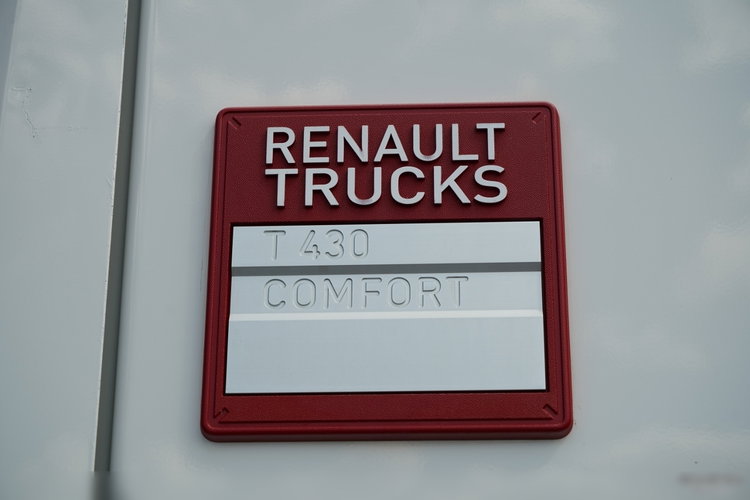 RENAULT
TRUCKS
T 430
COMFORT